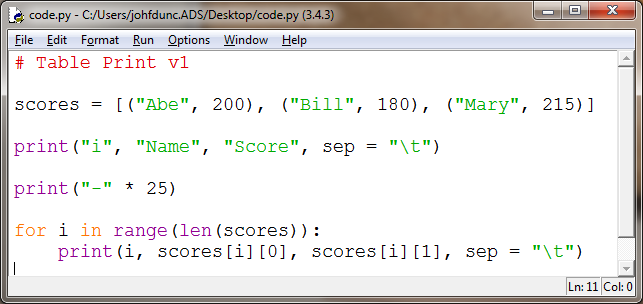 code.py - C:/Users/johfdunc.ADS/Desktop/code.py (3.4.3)
File Edit Format Run Options Window Help
# Table Print v1
scores = [("Abe", 200), ("Bill", 180), ("Mary", 215)]
print("i", "Name", "Score", sep = "\t")
print("-" * 25)
for i in range(len(scores)):
    print(i, scores[i][0], scores[i][1], sep = "\t")
Ln: 11 Col: 0